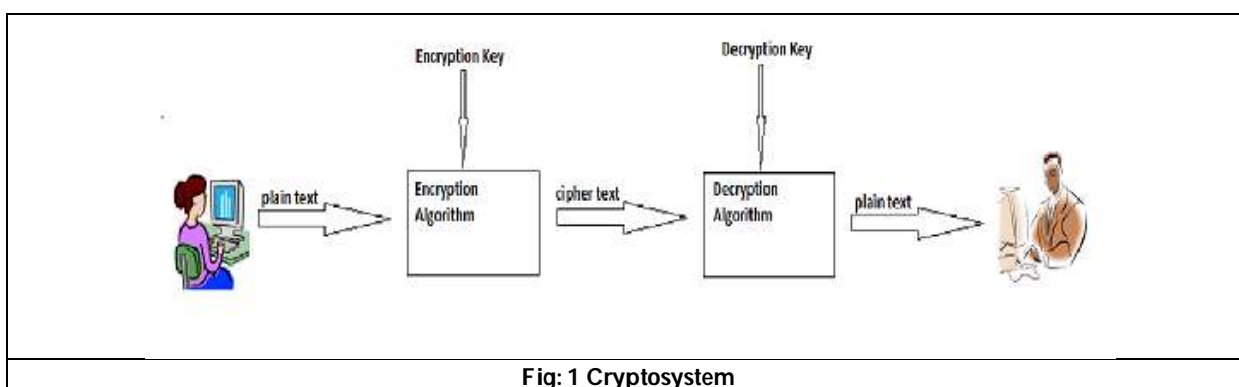 Encryption Key
Decryption Key
plain text
Encryption
Algorithm
cipher text
Decryption
Algorithm
plain text
Fig: 1 Cryptosystem